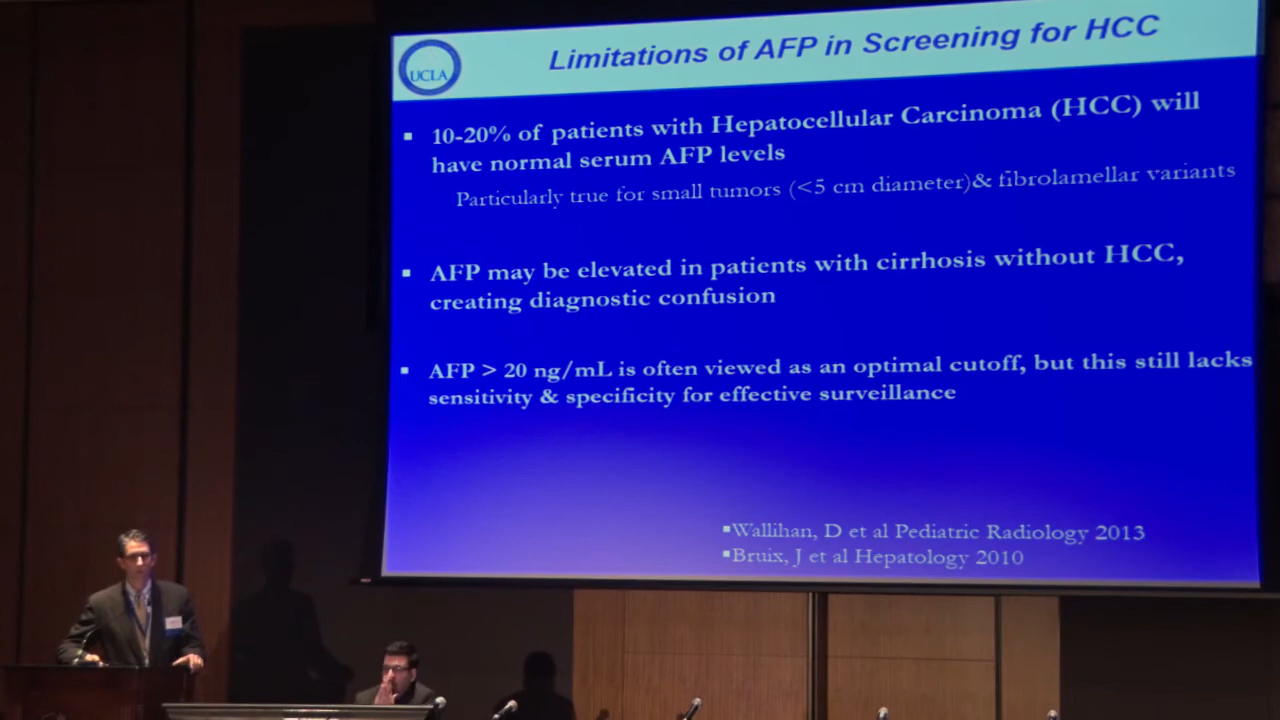 UCLA
Limitations of AFP in Screening for HCC
▪ 10-20% of patients with Hepatocellular Carcinoma (HCC) will
have normal serum AFP levels
Particularly true for small tumors (<5 cm diameter)& fibrolamellar variants
▪ AFP may be elevated in patients with cirrhosis without HCC,
creating diagnostic confusion
▪ AFP > 20 ng/mL is often viewed as an optimal cutoff, but this still lacks
sensitivity & specificity for effective surveillance
▪Wallihan, D et al Pediatric Radiology 2013
▪Bruix, J et al Hepatology 2010